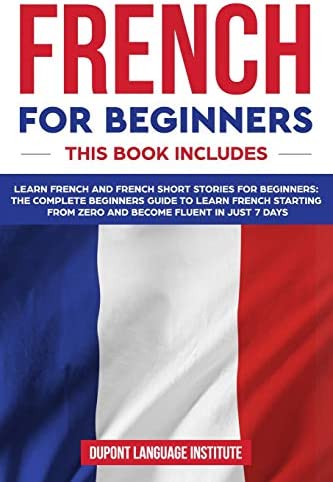 FRENCH
FOR BEGINNERS
THIS BOOK INCLUDES
LEARN FRENCH AND FRENCH SHORT STORIES FOR BEGINNERS:
THE COMPLETE BEGINNERS GUIDE TO LEARN FRENCH STARTING
FROM ZERO AND BECOME FLUENT IN JUST 7 DAYS
DUPONT LANGUAGE INSTITUTE